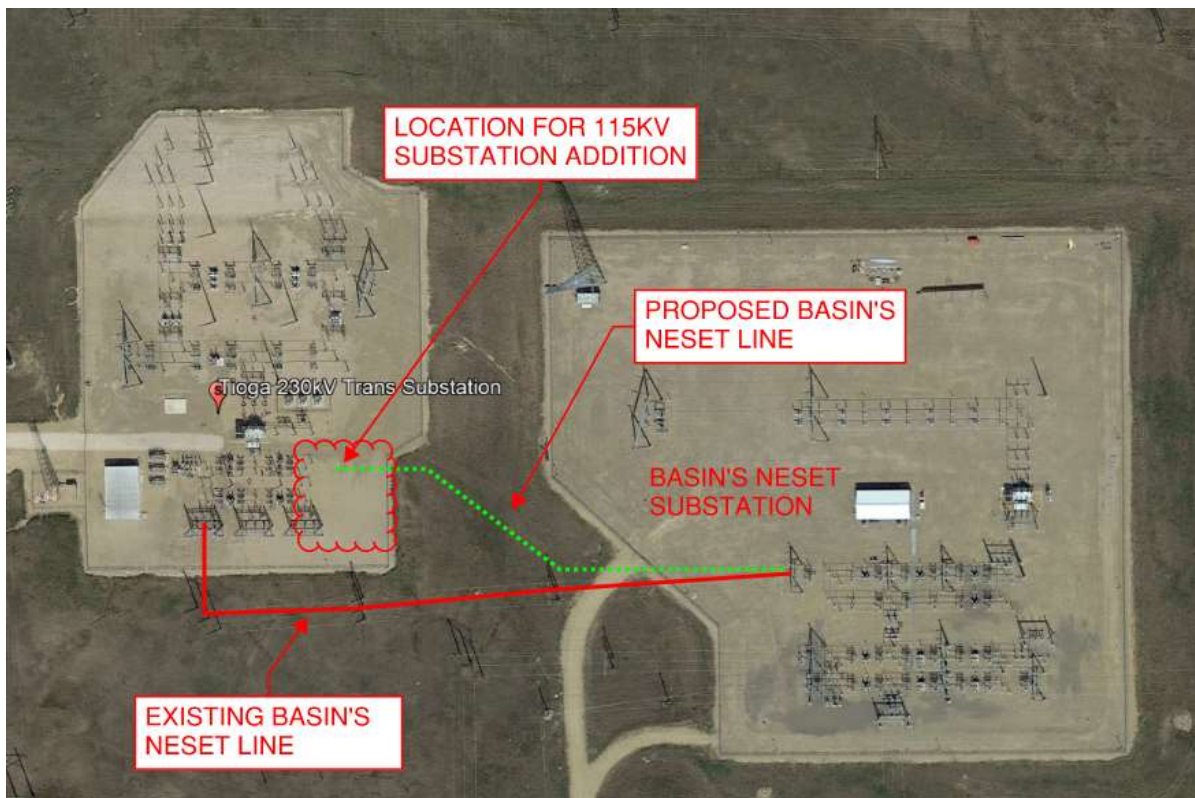 LOCATION FOR 115KV
SUBSTATION ADDITION
PROPOSED BASIN'S
NESET LINE
Tioga 230kV Trans Substation
BASIN'S NESET
SUBSTATION
EXISTING BASIN'S
NESET LINE